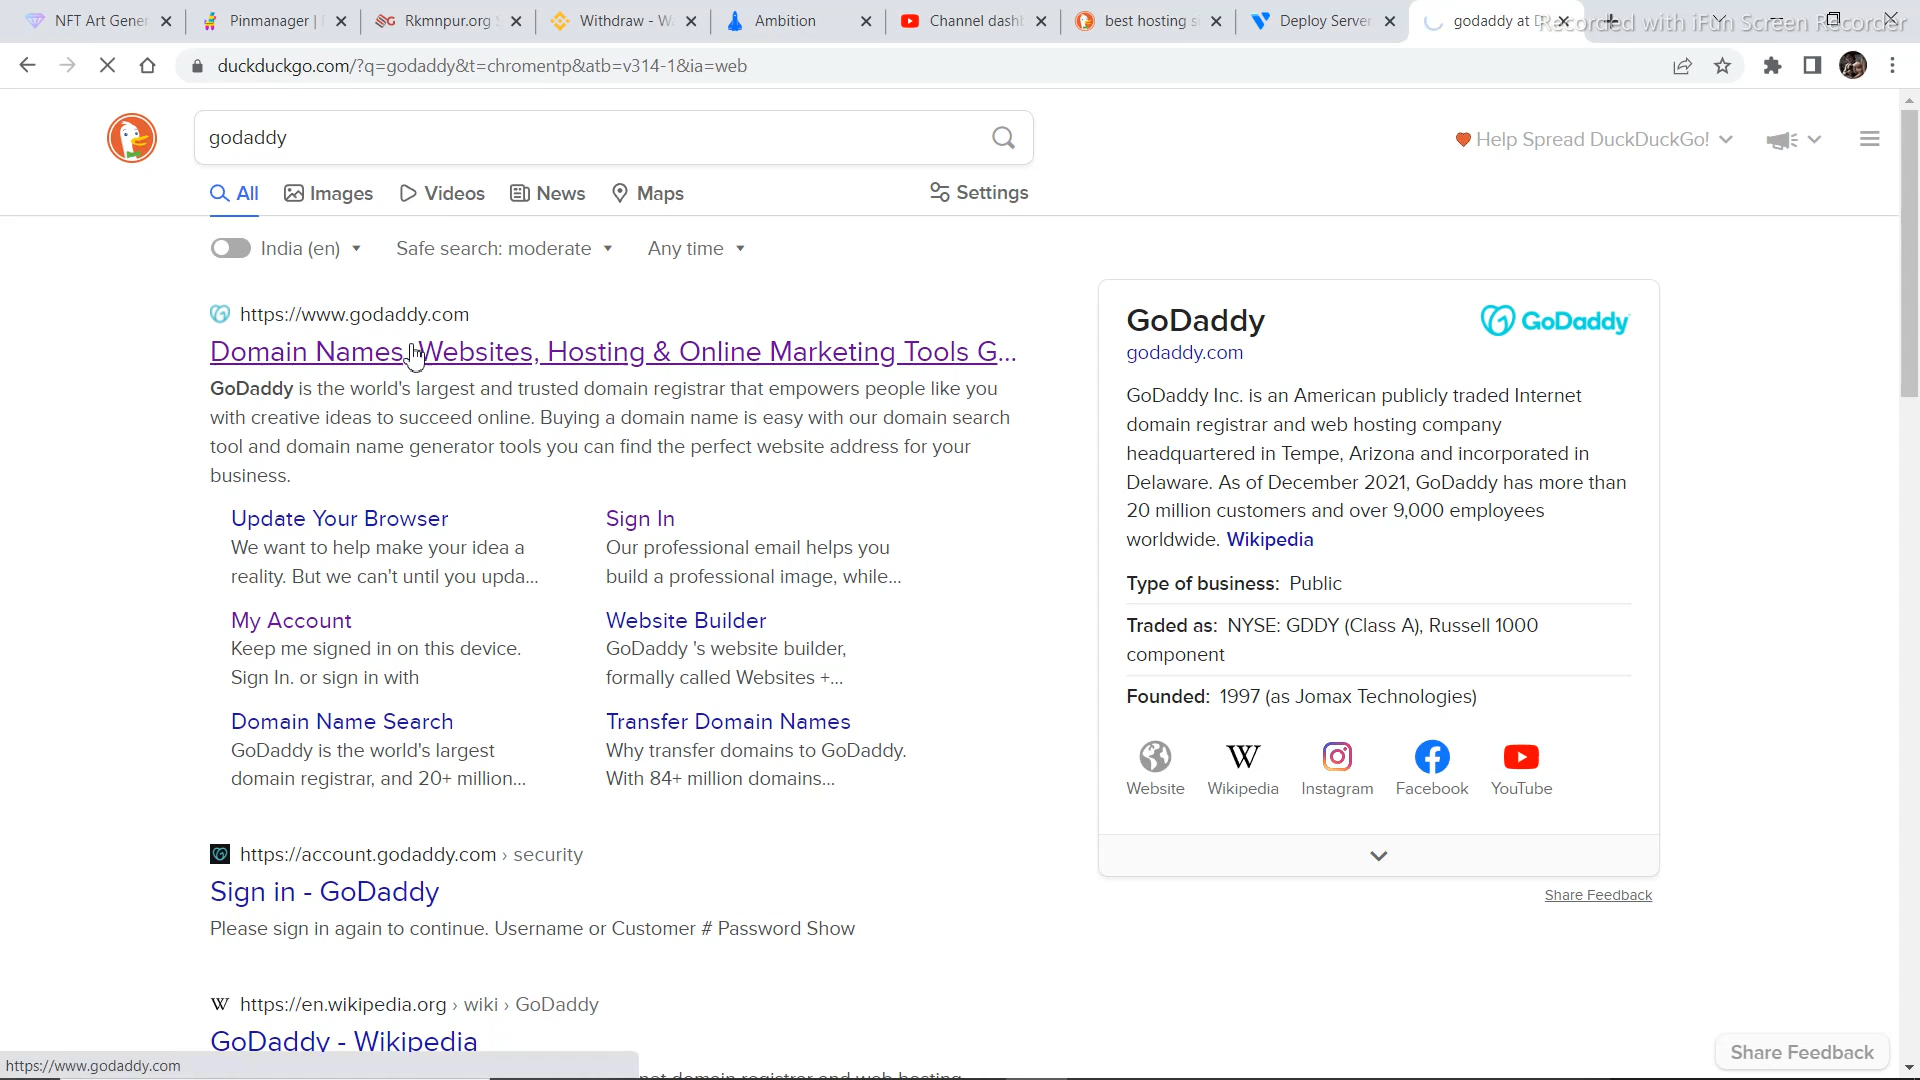 NFT Art Gener
Pinmanager |
Rkmnpur.org
Withdraw - W
Ambition
Channel dash
best hosting s
Deploy Server
godaddy at D
Recorded with iFun Screen Recorder
duckduckgo.com/?q=godaddy&t=chromentp&atb=v314-1&ia=web
godaddy
Help Spread DuckDuckGo!
All
Images
Videos
News
Maps
Settings
India (en)
Safe search: moderate
Any time
https://www.godaddy.com
Domain Names, Websites, Hosting & Online Marketing Tools G...
GoDaddy is the world's largest and trusted domain registrar that empowers people like you
with creative ideas to succeed online. Buying a domain name is easy with our domain search
tool and domain name generator tools you can find the perfect website address for your
business.
Update Your Browser
We want to help make your idea a
reality. But we can't until you upda...
Sign In
Our professional email helps you
build a professional image, while...
My Account
Keep me signed in on this device.
Sign In. or sign in with
Website Builder
GoDaddy 's website builder,
formally called Websites +...
Domain Name Search
GoDaddy is the world's largest
domain registrar, and 20+ million...
Transfer Domain Names
Why transfer domains to GoDaddy.
With 84+ million domains...
https://account.godaddy.com › security
Sign in - GoDaddy
Please sign in again to continue. Username or Customer # Password Show
https://en.wikipedia.org › wiki › GoDaddy
GoDaddy - Wikipedia
net domain registrar and web hosting
https://www.godaddy.com
GoDaddy
GoDaddy
godaddy.com
GoDaddy Inc. is an American publicly traded Internet
domain registrar and web hosting company
headquartered in Tempe, Arizona and incorporated in
Delaware. As of December 2021, GoDaddy has more than
20 million customers and over 9,000 employees
worldwide. Wikipedia
Type of business: Public
Traded as: NYSE: GDDY (Class A), Russell 1000
component
Founded: 1997 (as Jomax Technologies)
Website
Wikipedia
Instagram
Facebook
YouTube
Share Feedback
Share Feedback